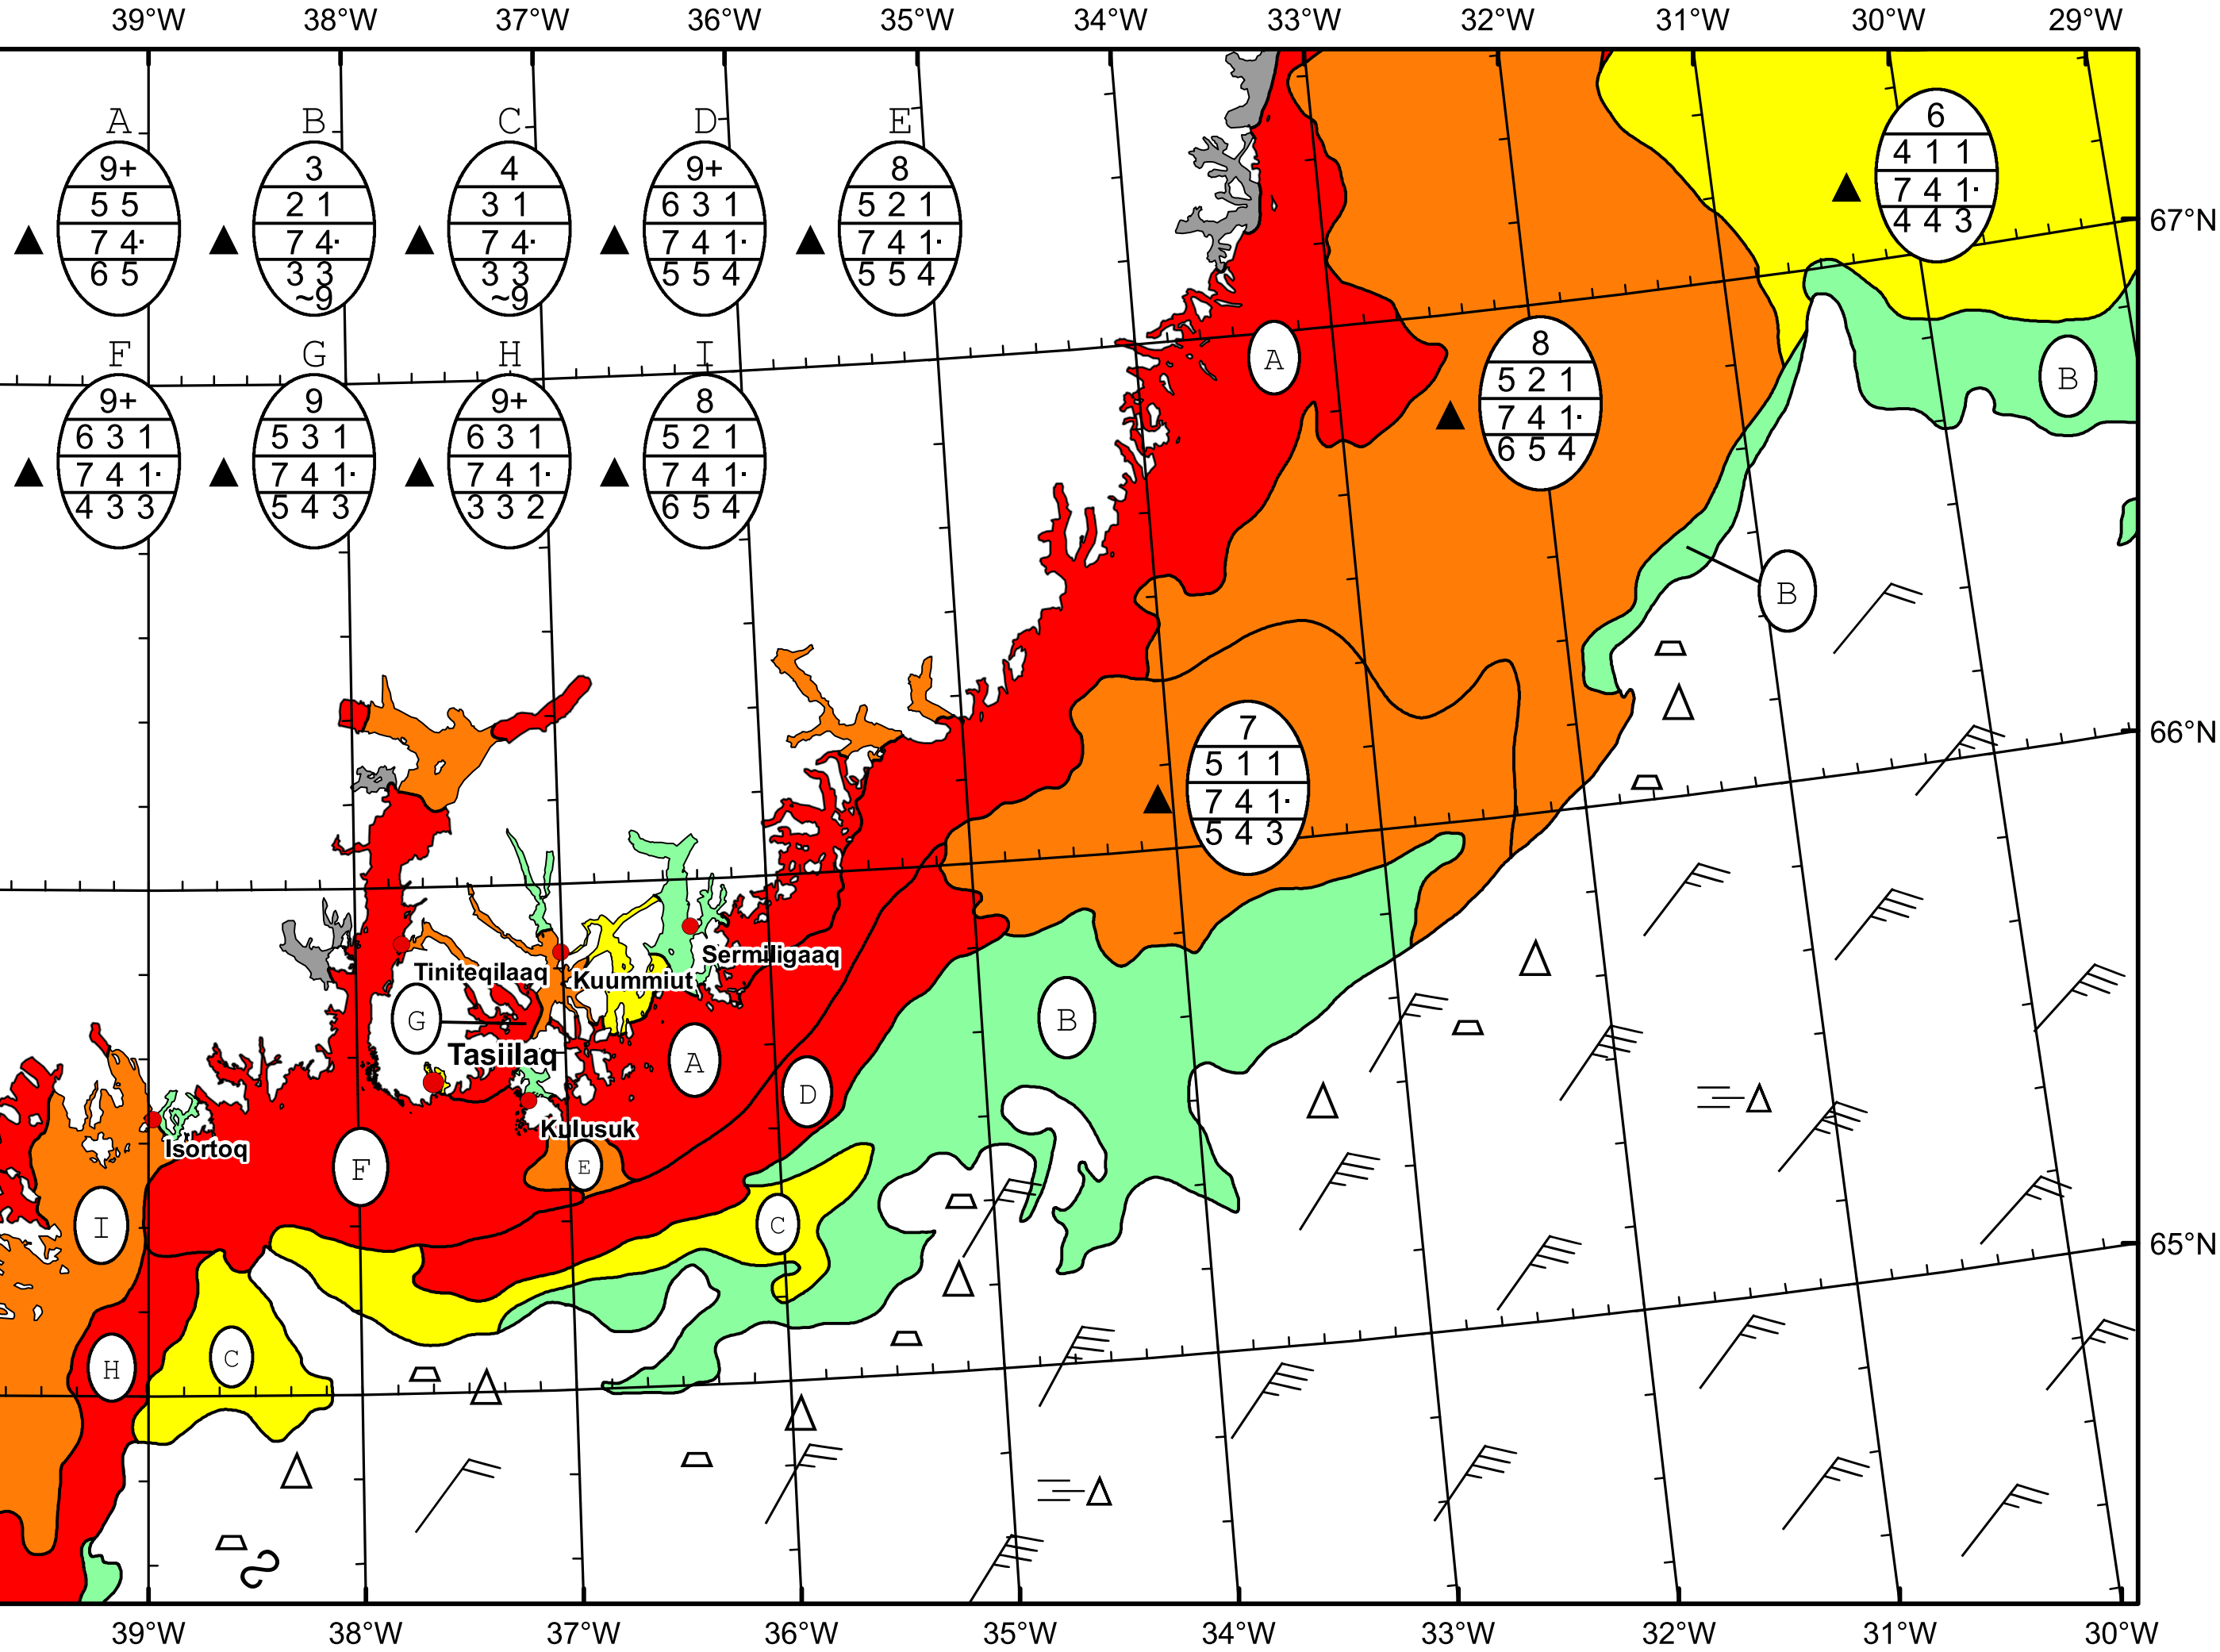 39°W 38°W 37°W 36°W 35°W 34°W 33°W 32°W 31°W 30°W 29°W
A B C D E
9+ 3 4 9+ 8 6
5 5 2 1 3 1 6 3 1 5 2 1 4 1 1
7 4· 7 4· 7 4· 7 4 1· 7 4 1· 7 4 1·
6 5 3 3 3 3 5 5 4 5 5 4 4 4 3
~9 ~9
67°N
F G H I
A
8
B
9+ 9 9+ 8
5 2 1
6 3 1 5 3 1 6 3 1 5 2 1
7 4 1·
7 4 1· 7 4 1· 7 4 1· 7 4 1·
6 5 4
4 3 3 5 4 3 3 3 2 6 5 4
B
7
66°N
5 1 1
7 4 1·
5 4 3
Sermiligaaq
Tiniteqilaaq
Kuummiut
G
B
Tasiilaq
A
D
Kulusuk
Isortoq
F
E
I
C
65°N
H
C
39°W 38°W 37°W 36°W 35°W 34°W 33°W 32°W 31°W 30°W